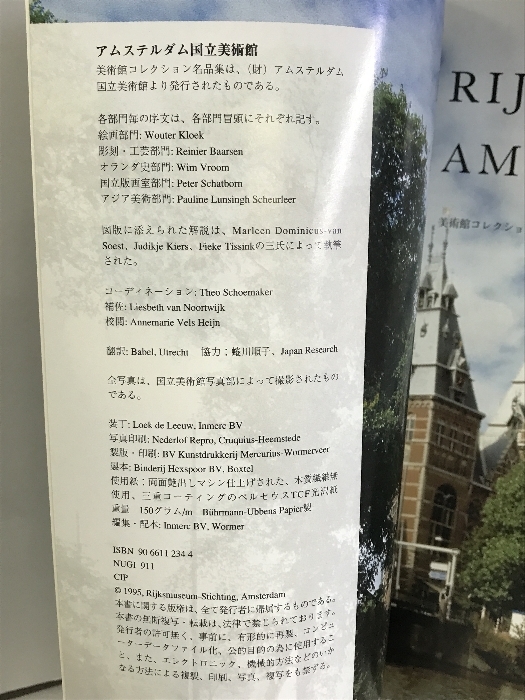 アムステルダム国立美術館
美術館コレクション名品集は、（財）アムステルダム
国立美術館より発行されたものである。
各部門毎の序文は、各部門冒頭にそれぞれ記す。
絵画部門: Wouter Kloek
彫刻・工芸部門: Reinier Baarsen
オランダ史部門: Wim Vroom
国立版画室部門: Peter Schatborn
アジア美術部門: Pauline Lunsingh Scheurleer
図版に添えられた解説は、Marleen Dominicus-van
Soest、Judikje Kiers、Fieke Tissinkの三氏によって執筆
された。
コーディネーション: Theo Schoemaker
補佐: Liesbeth van Noortwijk
校閲: Annemarie Vels Heijn
翻訳: Babel, Utrecht 協力：蜷川順子、Japan Research
全写真は、国立美術館写真部によって撮影されたもの
である。
装丁: Loek de Leeuw, Inmerc BV
写真印刷: Nederlof Repro, Cruquius-Heemstede
製版・印刷: BV Kunstdrukkerij Mercurius-Wormerveer
製本: Binderij Hexspoor BV, Boxtel
使用紙：両面艶出しマシン仕上げされた、木質繊維無
使用、三重コーティングのペルセウスTCF光沢紙
重量 150グラム/m Bührmann-Ubbens Papier製
編集・配本: Inmerc BV, Wormer
ISBN 90 6611 234 4
NUGI 911
CIP
© 1995, Rijksmuseum-Stichting, Amsterdam
本書に関する版権は、全て発行者に帰属するものである。
本書の無断複写・転載は、法律で禁じられております。
発行者の許可無く、事前に、有形的に再製、コンピュ
ーターデータファイル化、公的目的の為に使用するこ
と、また、エレクトロニック、機械的方法などのいか
なる方法による複製、印刷、写真、複写をも禁ずる。
RIJ
AM
美術館コレクショ